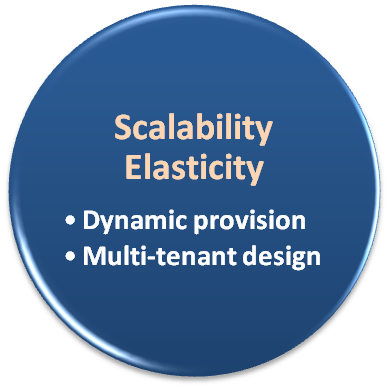 Scalability
Elasticity
• Dynamic provision
• Multi-tenant design